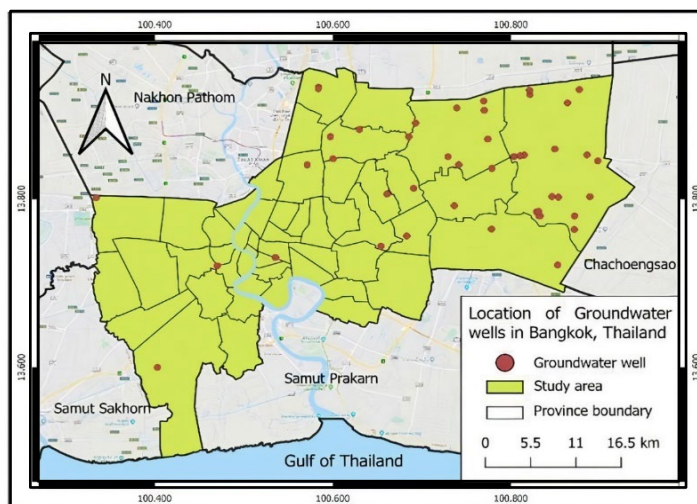 100.400
100.600
100.800
N
Nakhon Pathom
13.800
13.800
Chachoengsao
Location of Groundwater
wells in Bangkok, Thailand
Groundwater well
Study area
Province boundary
0 5.5 11 16.5 km
13.600
13.600
Samut Prakarn
Samut Sakhorn
Gulf of Thailand
100.400
100.600
100.800